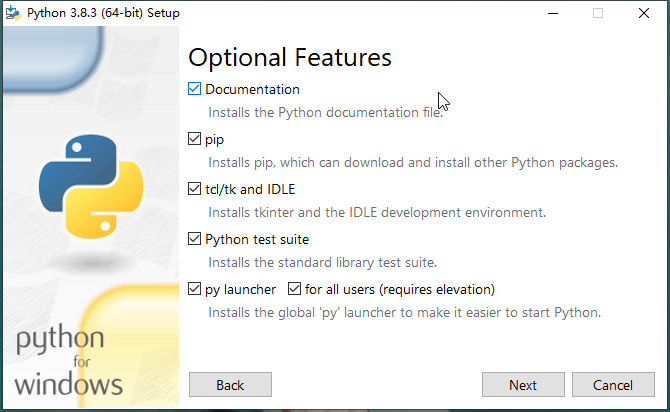 Python 3.8.3 (64-bit) Setup
Optional Features
Documentation
Installs the Python documentation file.
pip
Installs pip, which can download and install other Python packages.
tcl/tk and IDLE
Installs tkinter and the IDLE development environment.
Python test suite
Installs the standard library test suite.
py launcher for all users (requires elevation)
Installs the global 'py' launcher to make it easier to start Python.
python
for
windows
Back Next Cancel